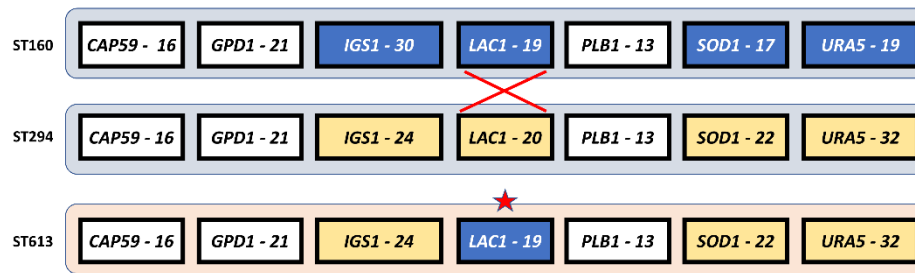 ST160 CAP59 - 16 GPD1 - 21 IGS1 - 30 LAC1 - 19 PLB1 - 13 SOD1 - 17 URA5 - 19
ST294 CAP59 - 16 GPD1 - 21 IGS1 - 24 LAC1 - 20 PLB1 - 13 SOD1 - 22 URA5 - 32
ST613 CAP59 - 16 GPD1 - 21 IGS1 - 24 LAC1 - 19 PLB1 - 13 SOD1 - 22 URA5 - 32